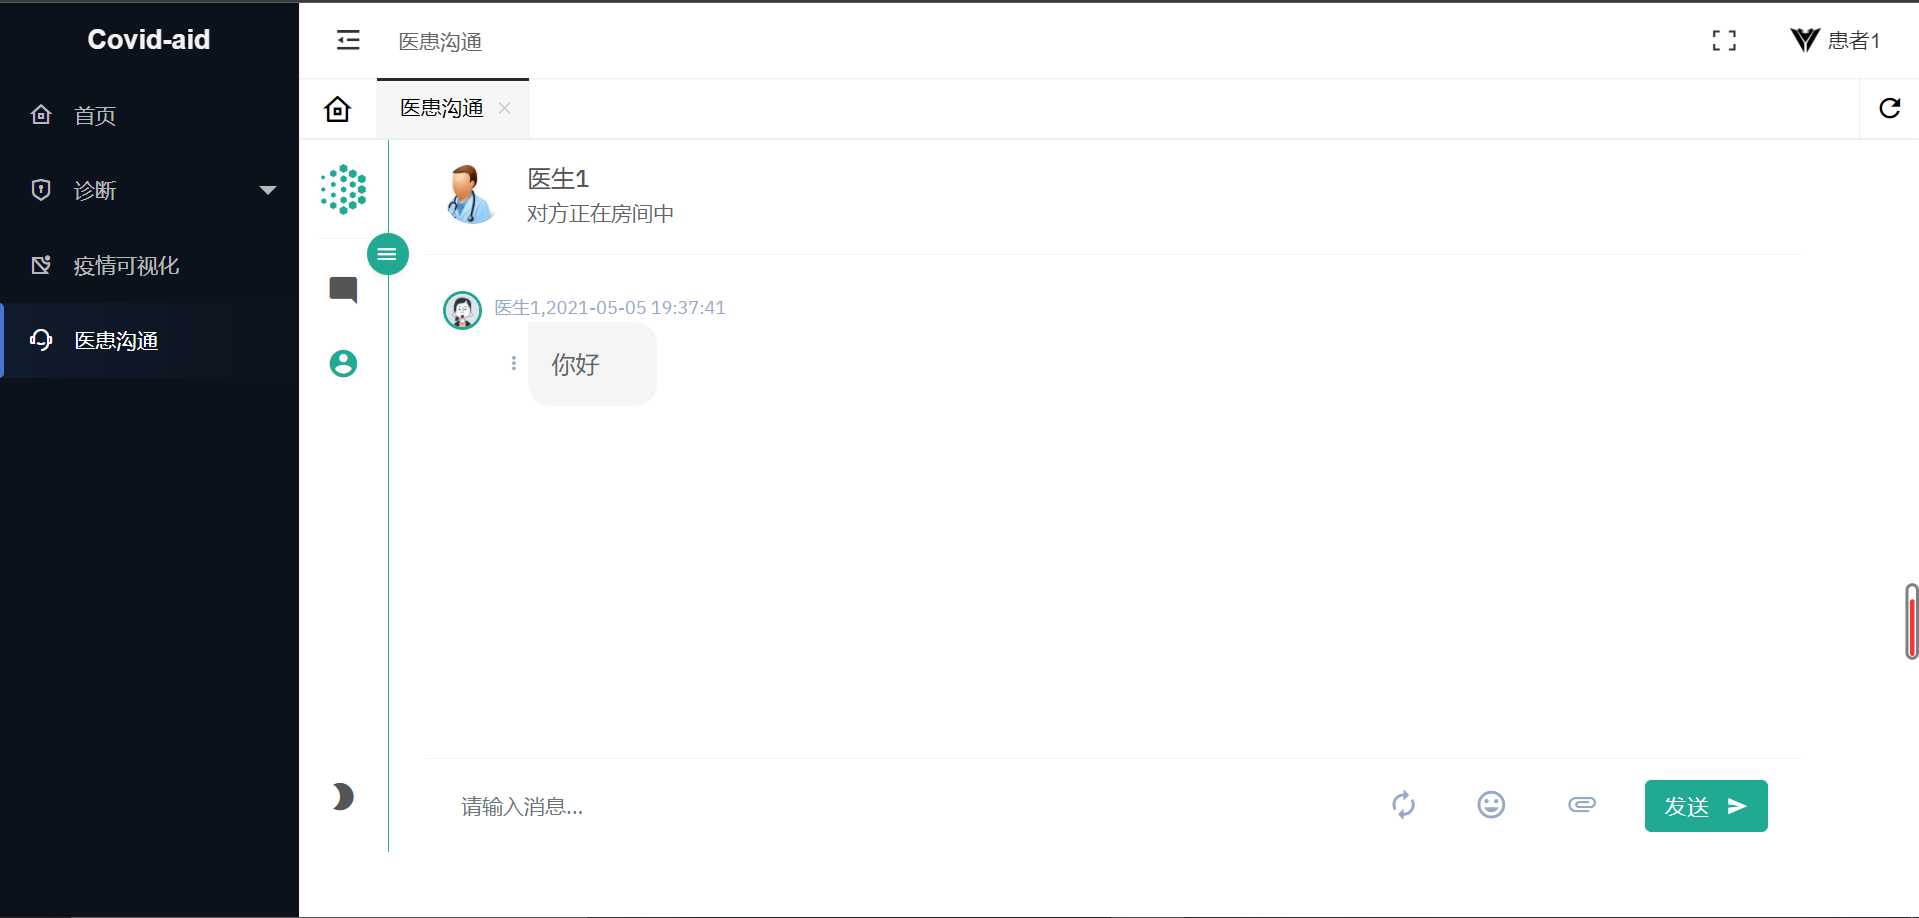 Covid-aid
首页
诊断
疫情可视化
医患沟通
医患沟通
患者1
医患沟通
医生1
对方正在房间中
医生1,2021-05-05 19:37:41
你好
请输入消息...
发送